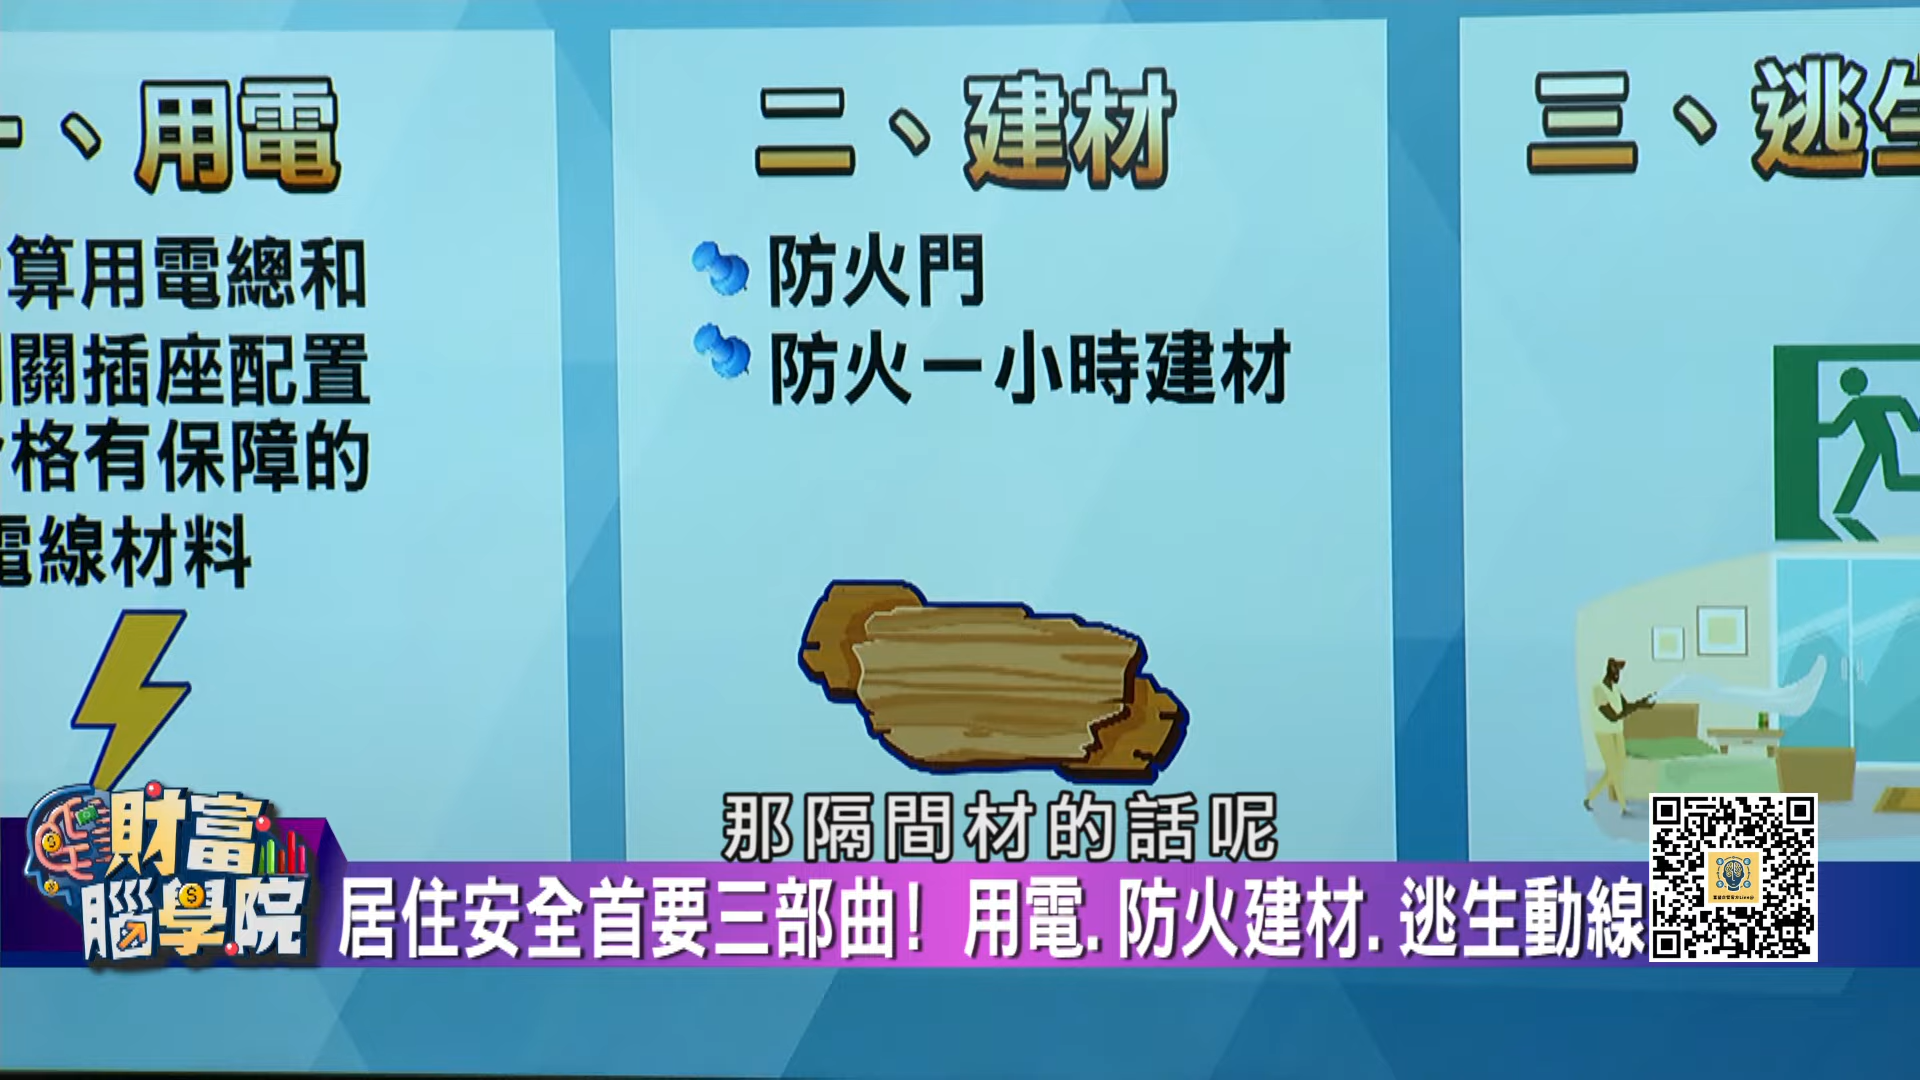 一、用電
算用電總和
關插座配置
格有保障的
電線材料
二、建材
防火門
防火一小時建材
三、逃生
那隔間材的話呢
財富
腦學院
居住安全首要三部曲! 用電.防火建材.逃生動線